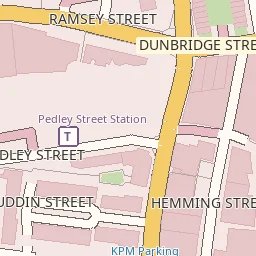 RAMSEY STREET
DUNBRIDGE STRE
Pedley Street Station
T
DLEY STREET
UDDIN STREET
HEMMING STRE
KPM Parking